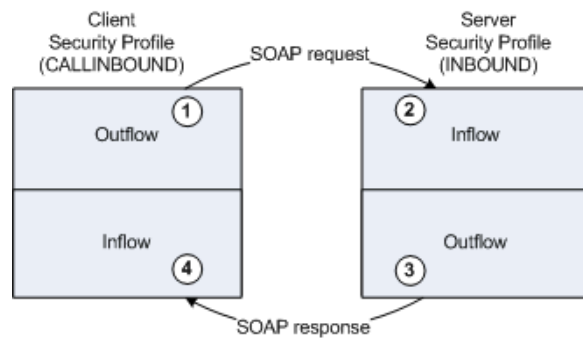 Client
Security Profile
(CALLINBOUND)
Server
Security Profile
(INBOUND)
SOAP request
1
Outflow
2
Inflow
Inflow
4
Outflow
3
SOAP response